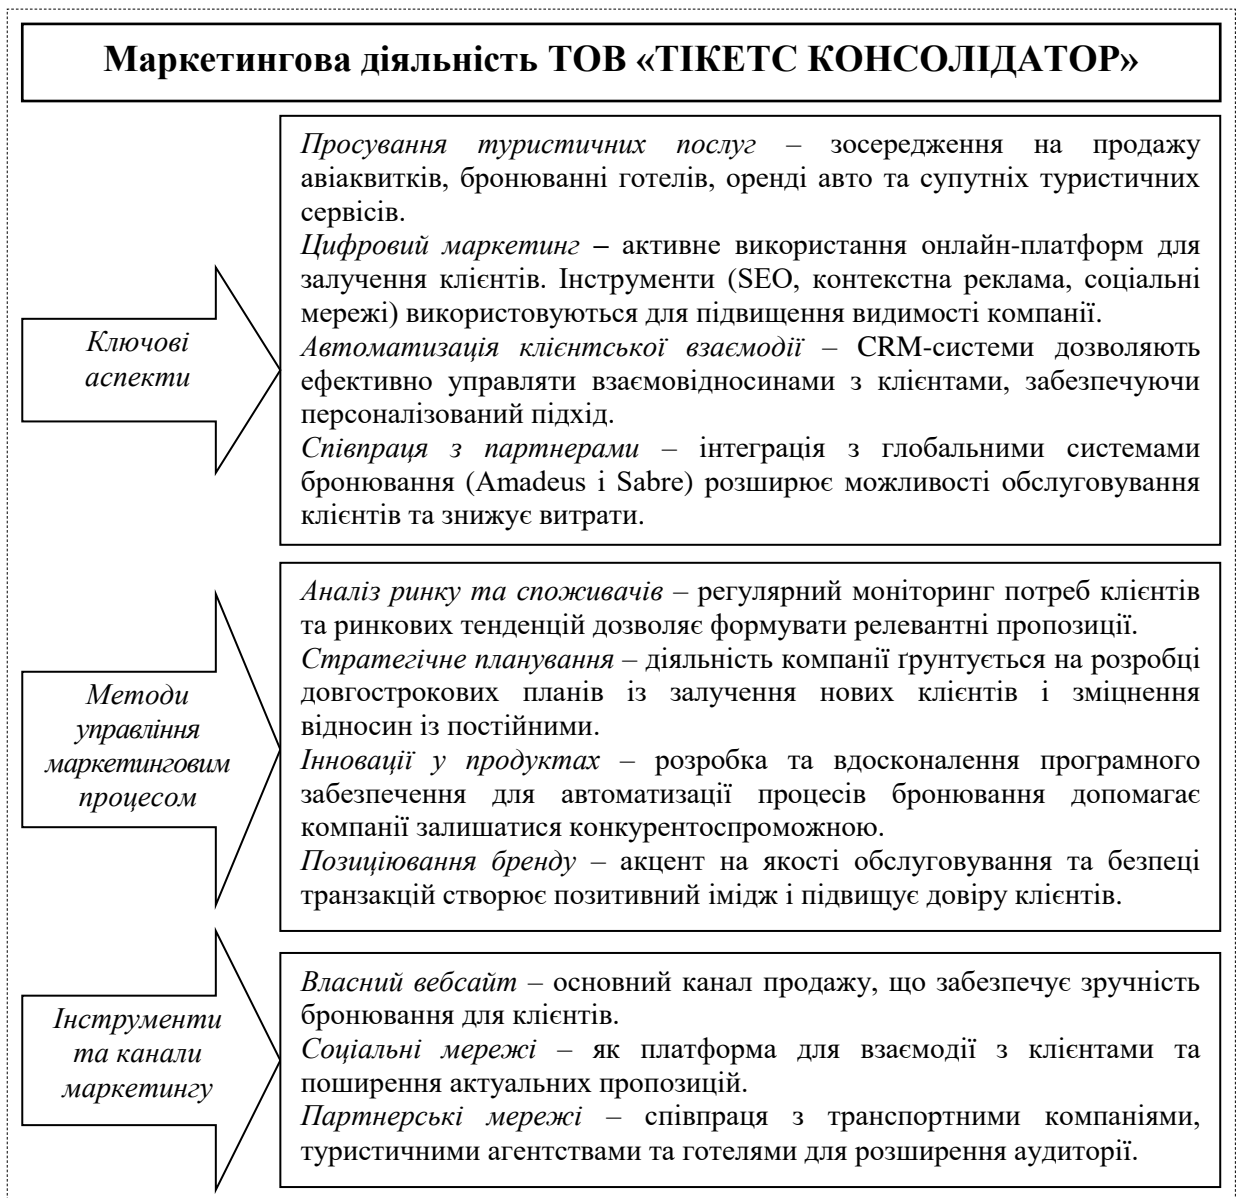 Маркетингова діяльність ТОВ «ТІКЕТС КОНСОЛІДАТОР»
Ключові
аспекти
Просування туристичних послуг – зосередження на продажу
авіаквитків, бронюванні готелів, оренді авто та супутніх туристичних
сервісів.
Цифровий маркетинг – активне використання онлайн-платформ для
залучення клієнтів. Інструменти (SEO, контекстна реклама, соціальні
мережі) використовуються для підвищення видимості компанії.
Автоматизація клієнтської взаємодії – CRM-системи дозволяють
ефективно управляти взаємовідносинами з клієнтами, забезпечуючи
персоналізований підхід.
Співпраця з партнерами – інтеграція з глобальними системами
бронювання (Amadeus і Sabre) розширює можливості обслуговування
клієнтів та знижує витрати.
Методи
управління
маркетинговим
процесом
Аналіз ринку та споживачів – регулярний моніторинг потреб клієнтів
та ринкових тенденцій дозволяє формувати релевантні пропозиції.
Стратегічне планування – діяльність компанії ґрунтується на розробці
довгострокових планів із залучення нових клієнтів і зміцнення
відносин із постійними.
Інновації у продуктах – розробка та вдосконалення програмного
забезпечення для автоматизації процесів бронювання допомагає
компанії залишатися конкурентоспроможною.
Позиціювання бренду – акцент на якості обслуговування та безпеці
транзакцій створює позитивний імідж і підвищує довіру клієнтів.
Інструменти
та канали
маркетингу
Власний вебсайт – основний канал продажу, що забезпечує зручність
бронювання для клієнтів.
Соціальні мережі – як платформа для взаємодії з клієнтами та
поширення актуальних пропозицій.
Партнерські мережі – співпраця з транспортними компаніями,
туристичними агентствами та готелями для розширення аудиторії.